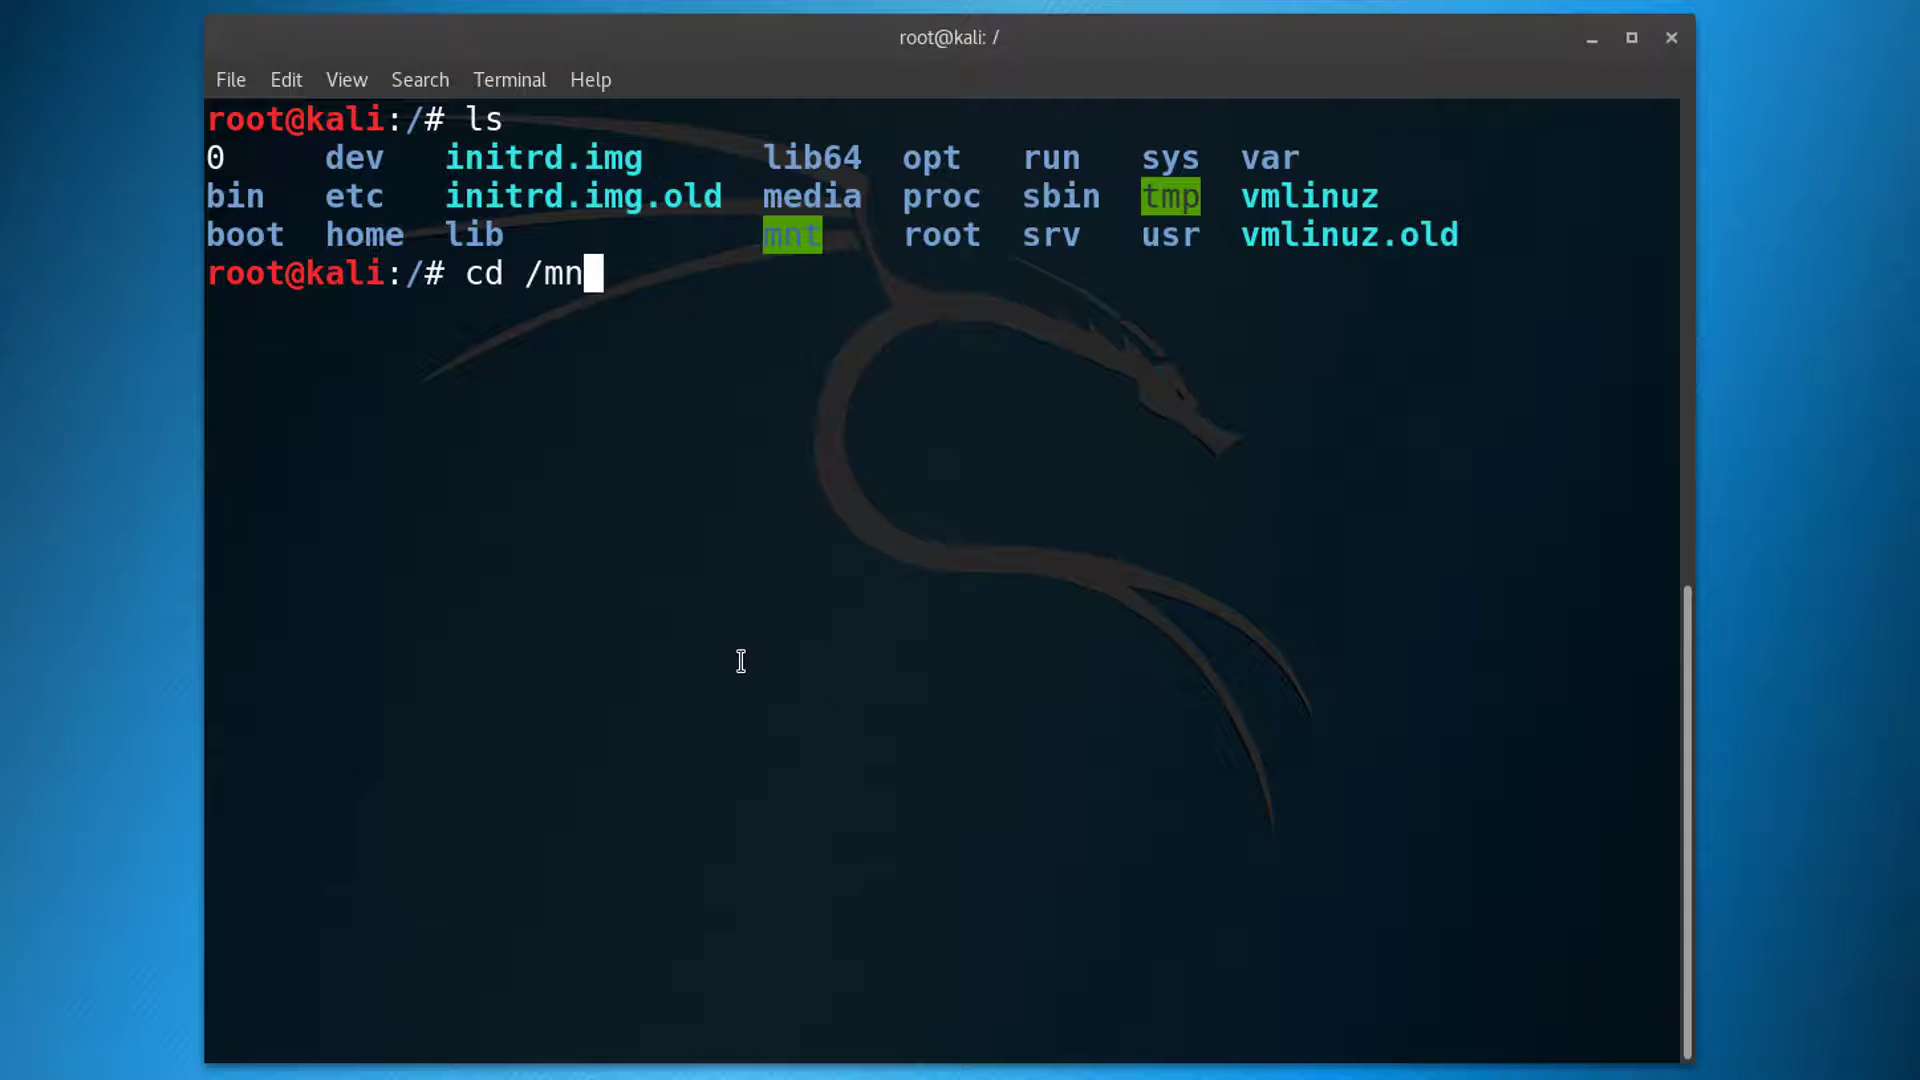 root@kali: /
File Edit View Search Terminal Help
root@kali:/# ls
0 dev initrd.img lib64 opt run sys var
bin etc initrd.img.old media proc sbin tmp vmlinuz
boot home lib mnt root srv usr vmlinuz.old
root@kali:/# cd /mn